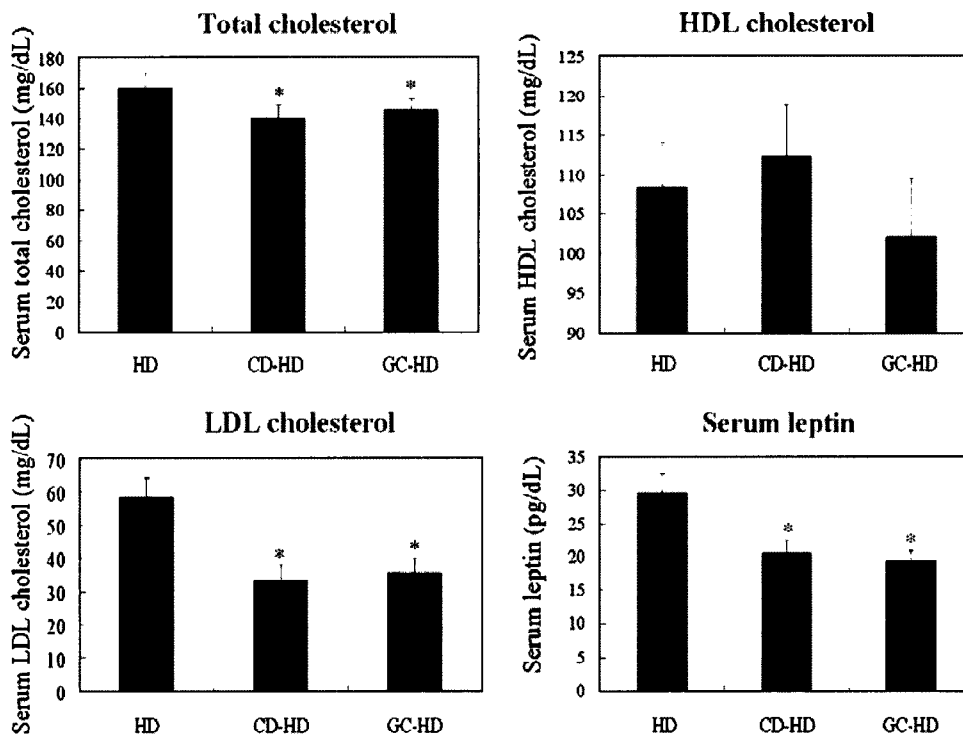 Total cholesterol
Serum total cholesterol (mg/dL)
180
160
140
120
100
80
60
40
20
0
*
*
HD
CD-HD
GC-HD
HDL cholesterol
Serum HDL cholesterol (mg/dL)
125
120
115
110
105
100
95
90
HD
CD-HD
GC-HD
LDL cholesterol
Serum LDL cholesterol (mg/dL)
70
60
50
40
30
20
10
0
*
*
HD
CD-HD
GC-HD
Serum leptin
Serum leptin (pg/dL)
35
30
25
20
15
10
5
0
*
*
HD
CD-HD
GC-HD